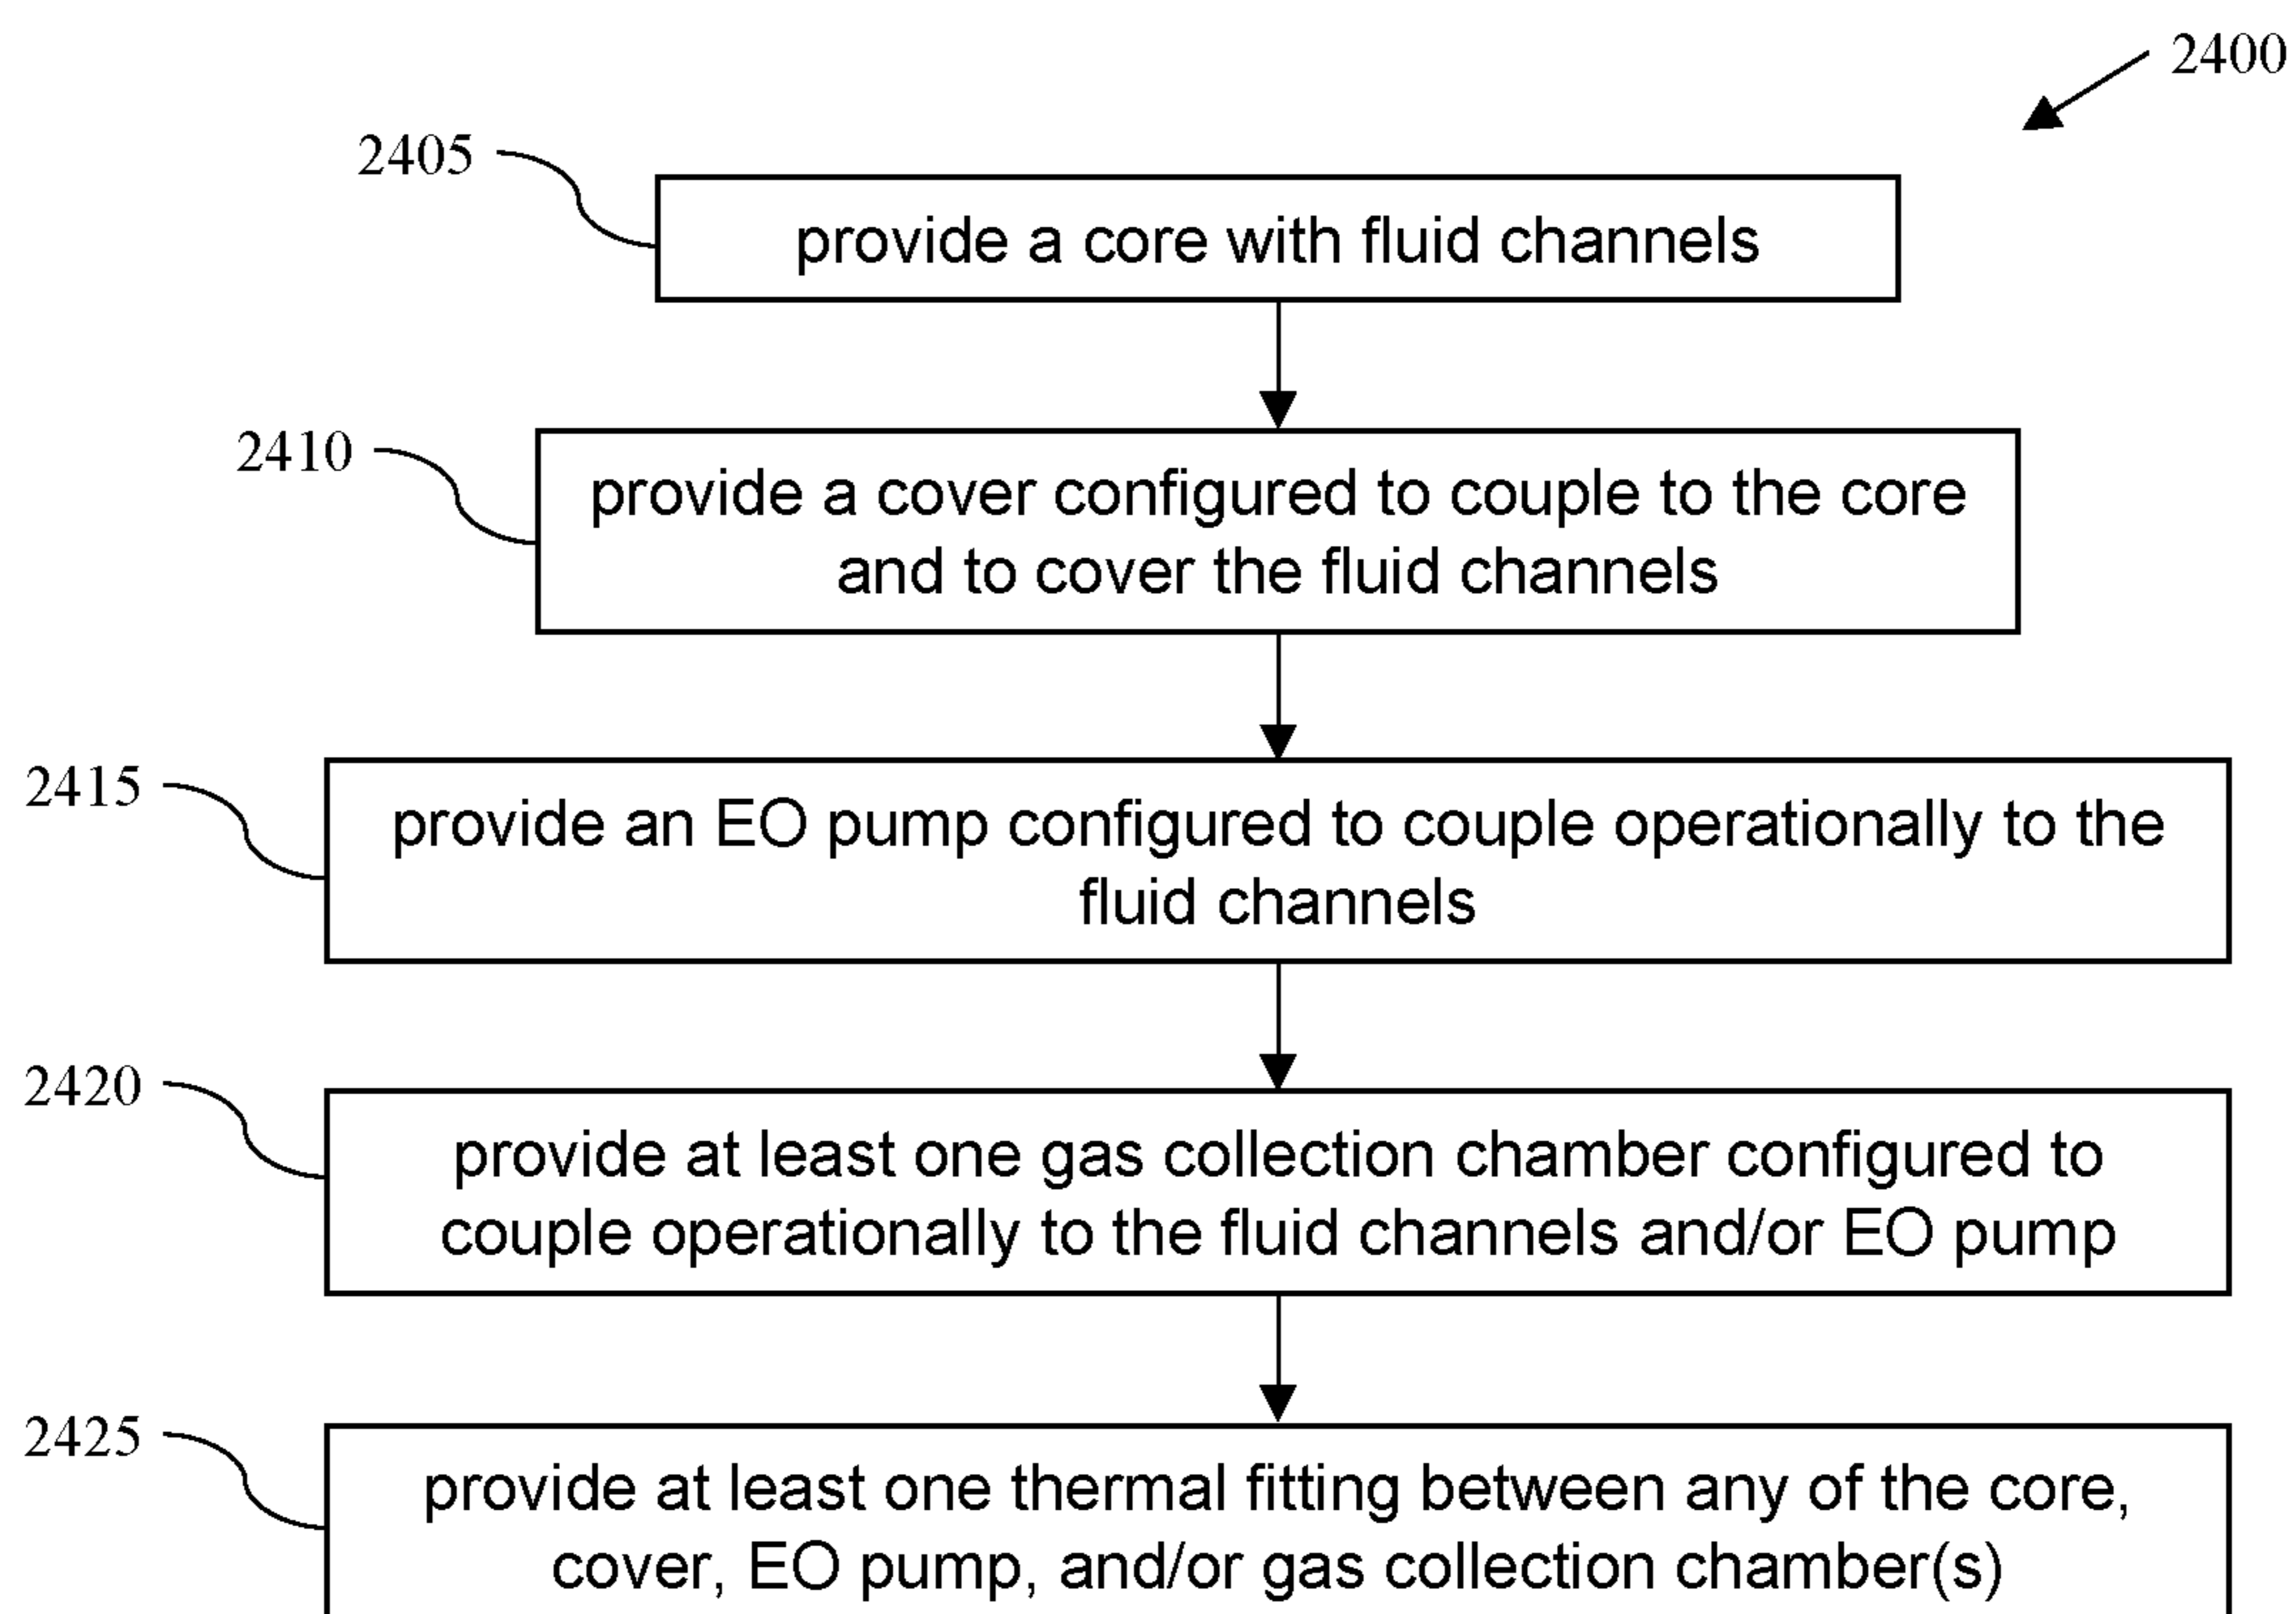 2400
2405
provide a core with fluid channels
2410
provide a cover configured to couple to the core
and to cover the fluid channels
2415
provide an EO pump configured to couple operationally to the
fluid channels
2420
provide at least one gas collection chamber configured to
couple operationally to the fluid channels and/or EO pump
2425
provide at least one thermal fitting between any of the core,
cover, EO pump, and/or gas collection chamber(s)